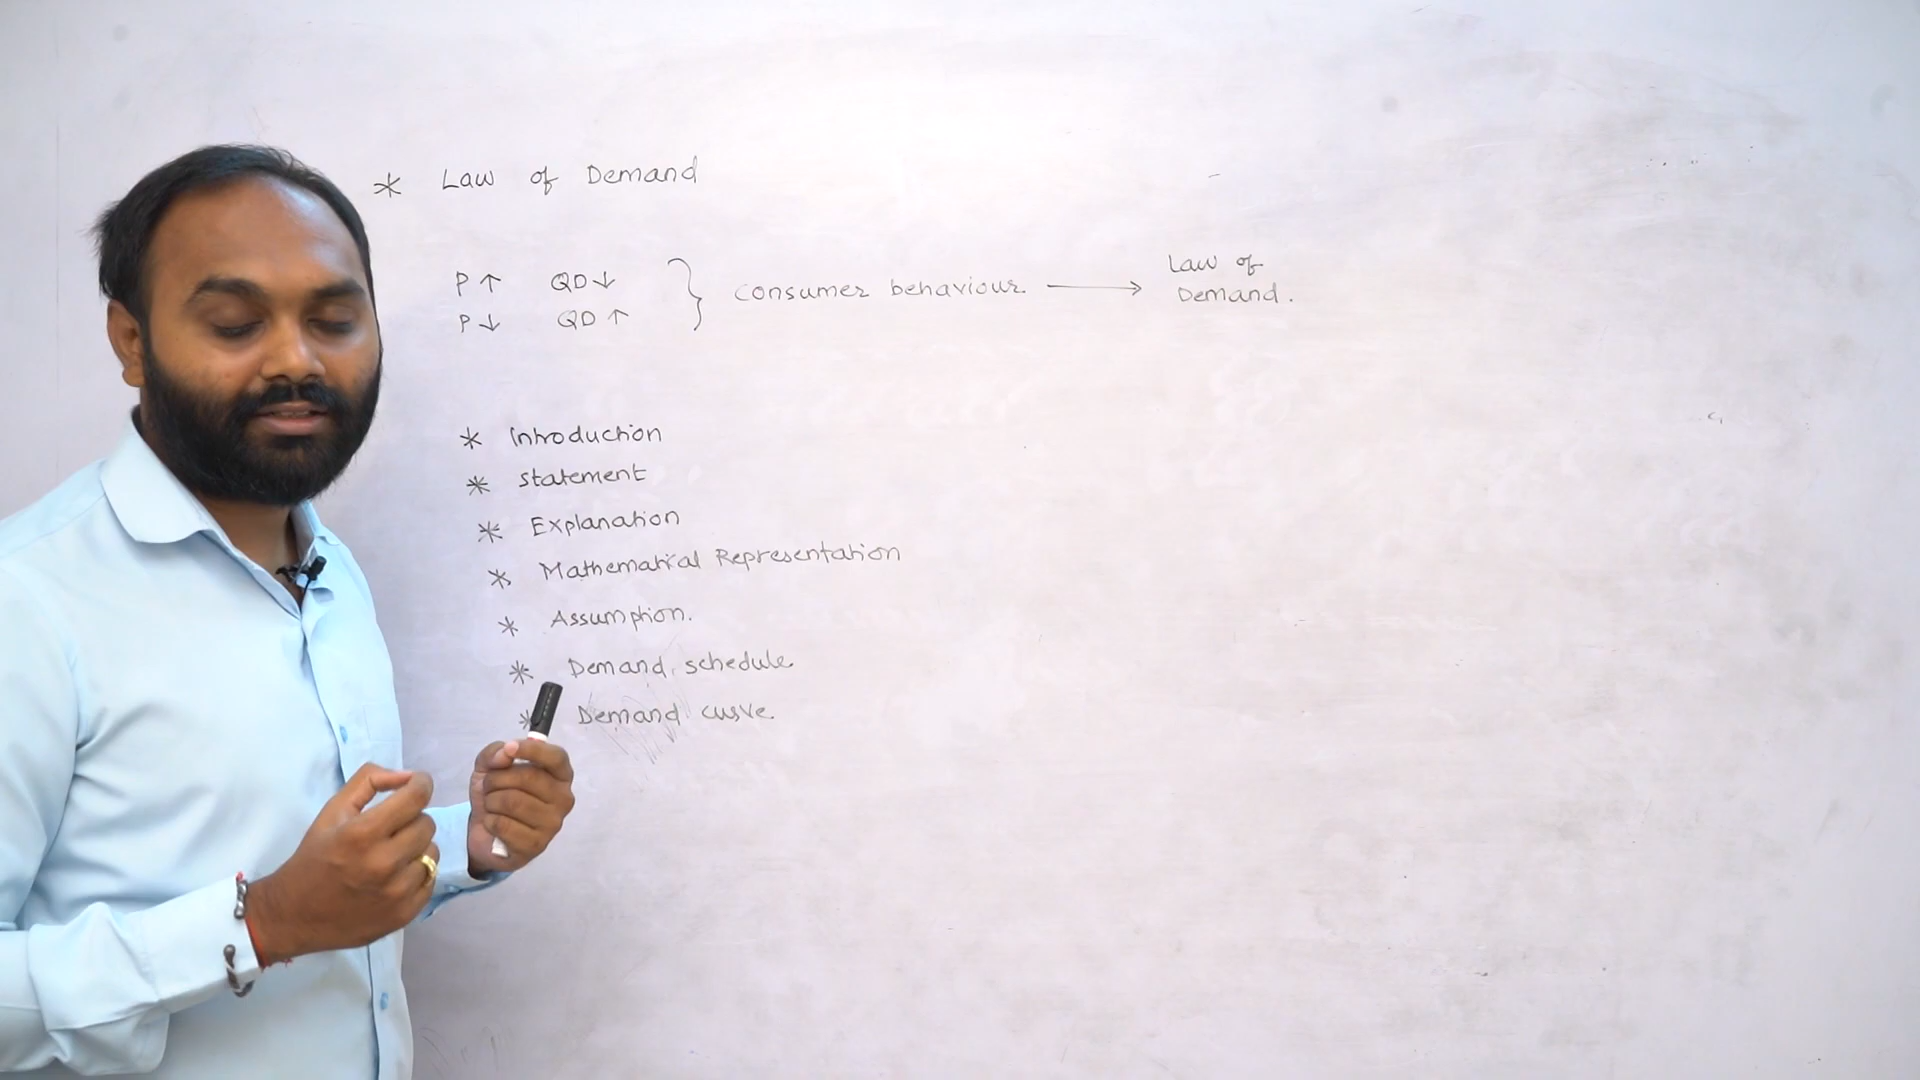 * Law of Demand
P↑ QD↓
P↓ QD↑
} Consumer behaviour → Law of Demand.
* Introduction
* Statement
* Explanation
* Mathematical Representation
* Assumption.
* Demand schedule
* Demand curve